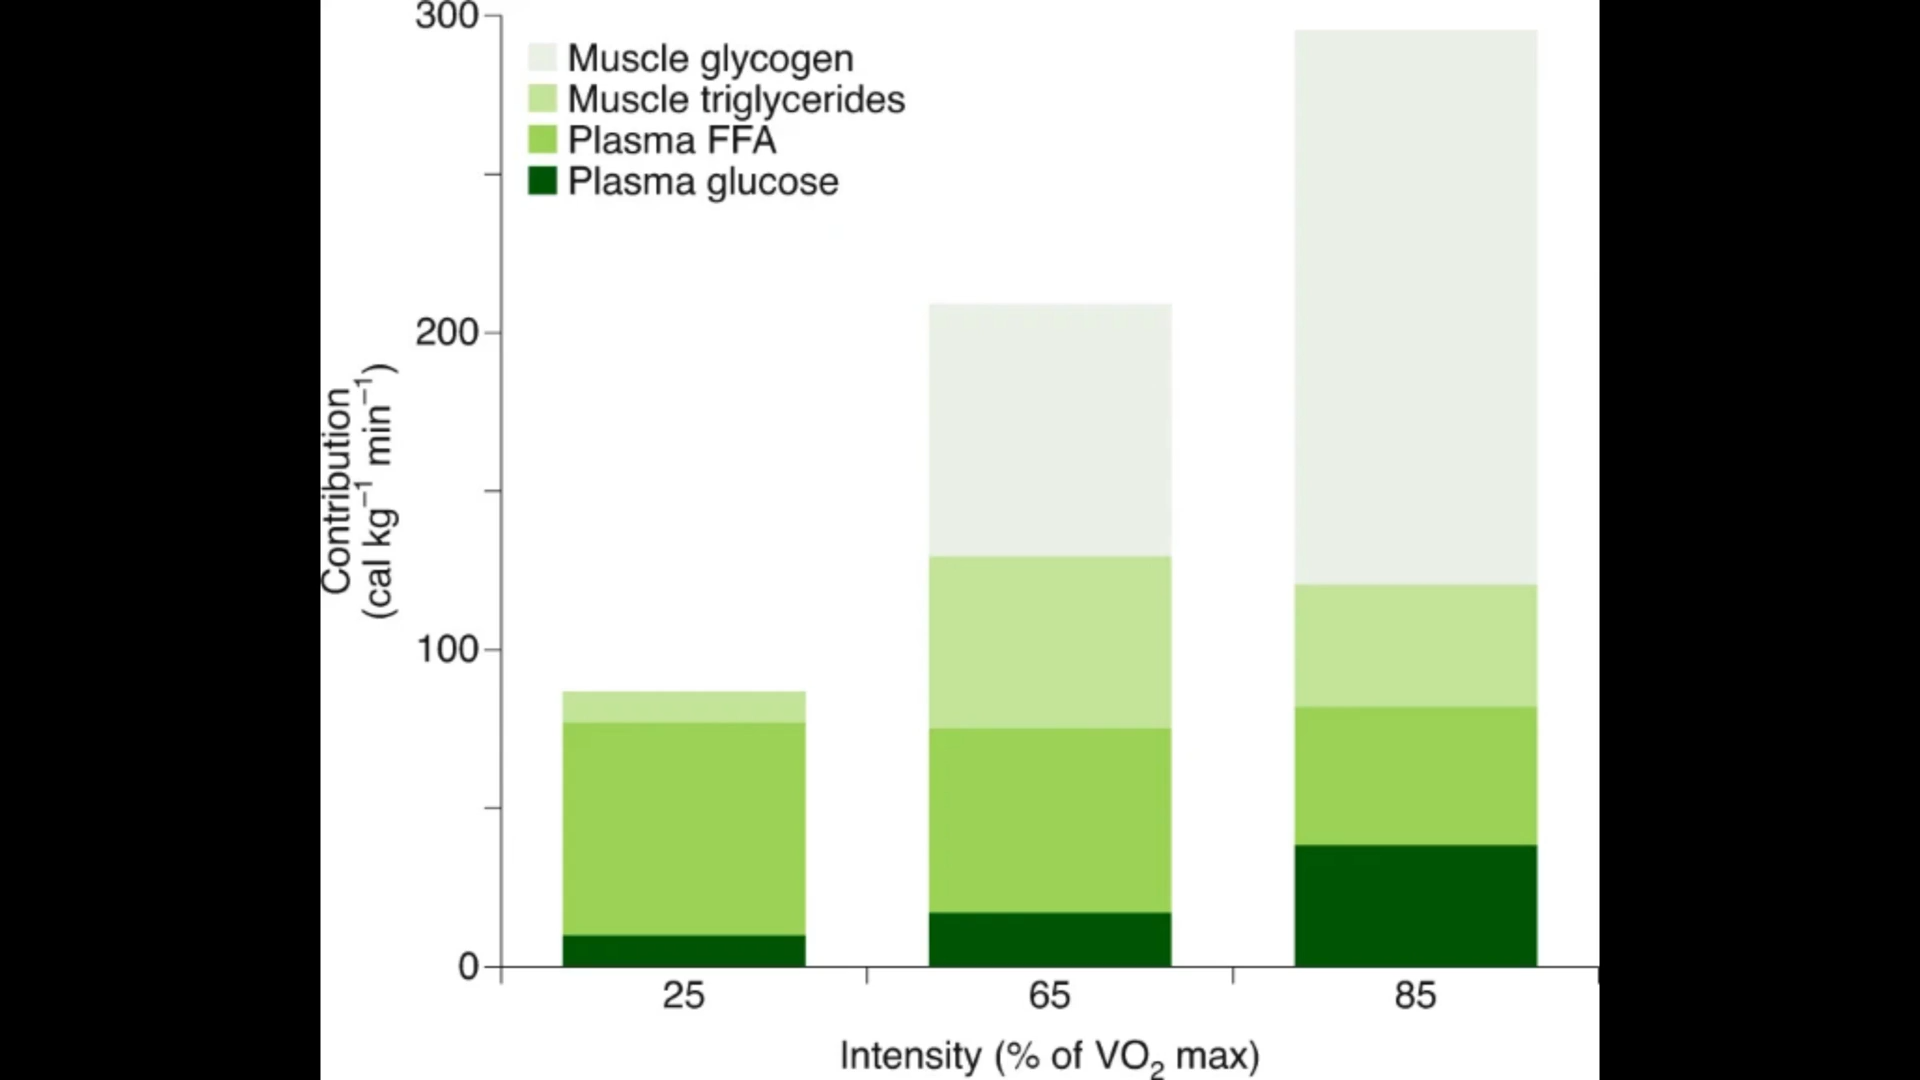 300
Muscle glycogen
Muscle triglycerides
Plasma FFA
Plasma glucose
200
100
0
Contribution
(cal kg⁻¹ min⁻¹)
25 65 85
Intensity (% of VO₂ max)